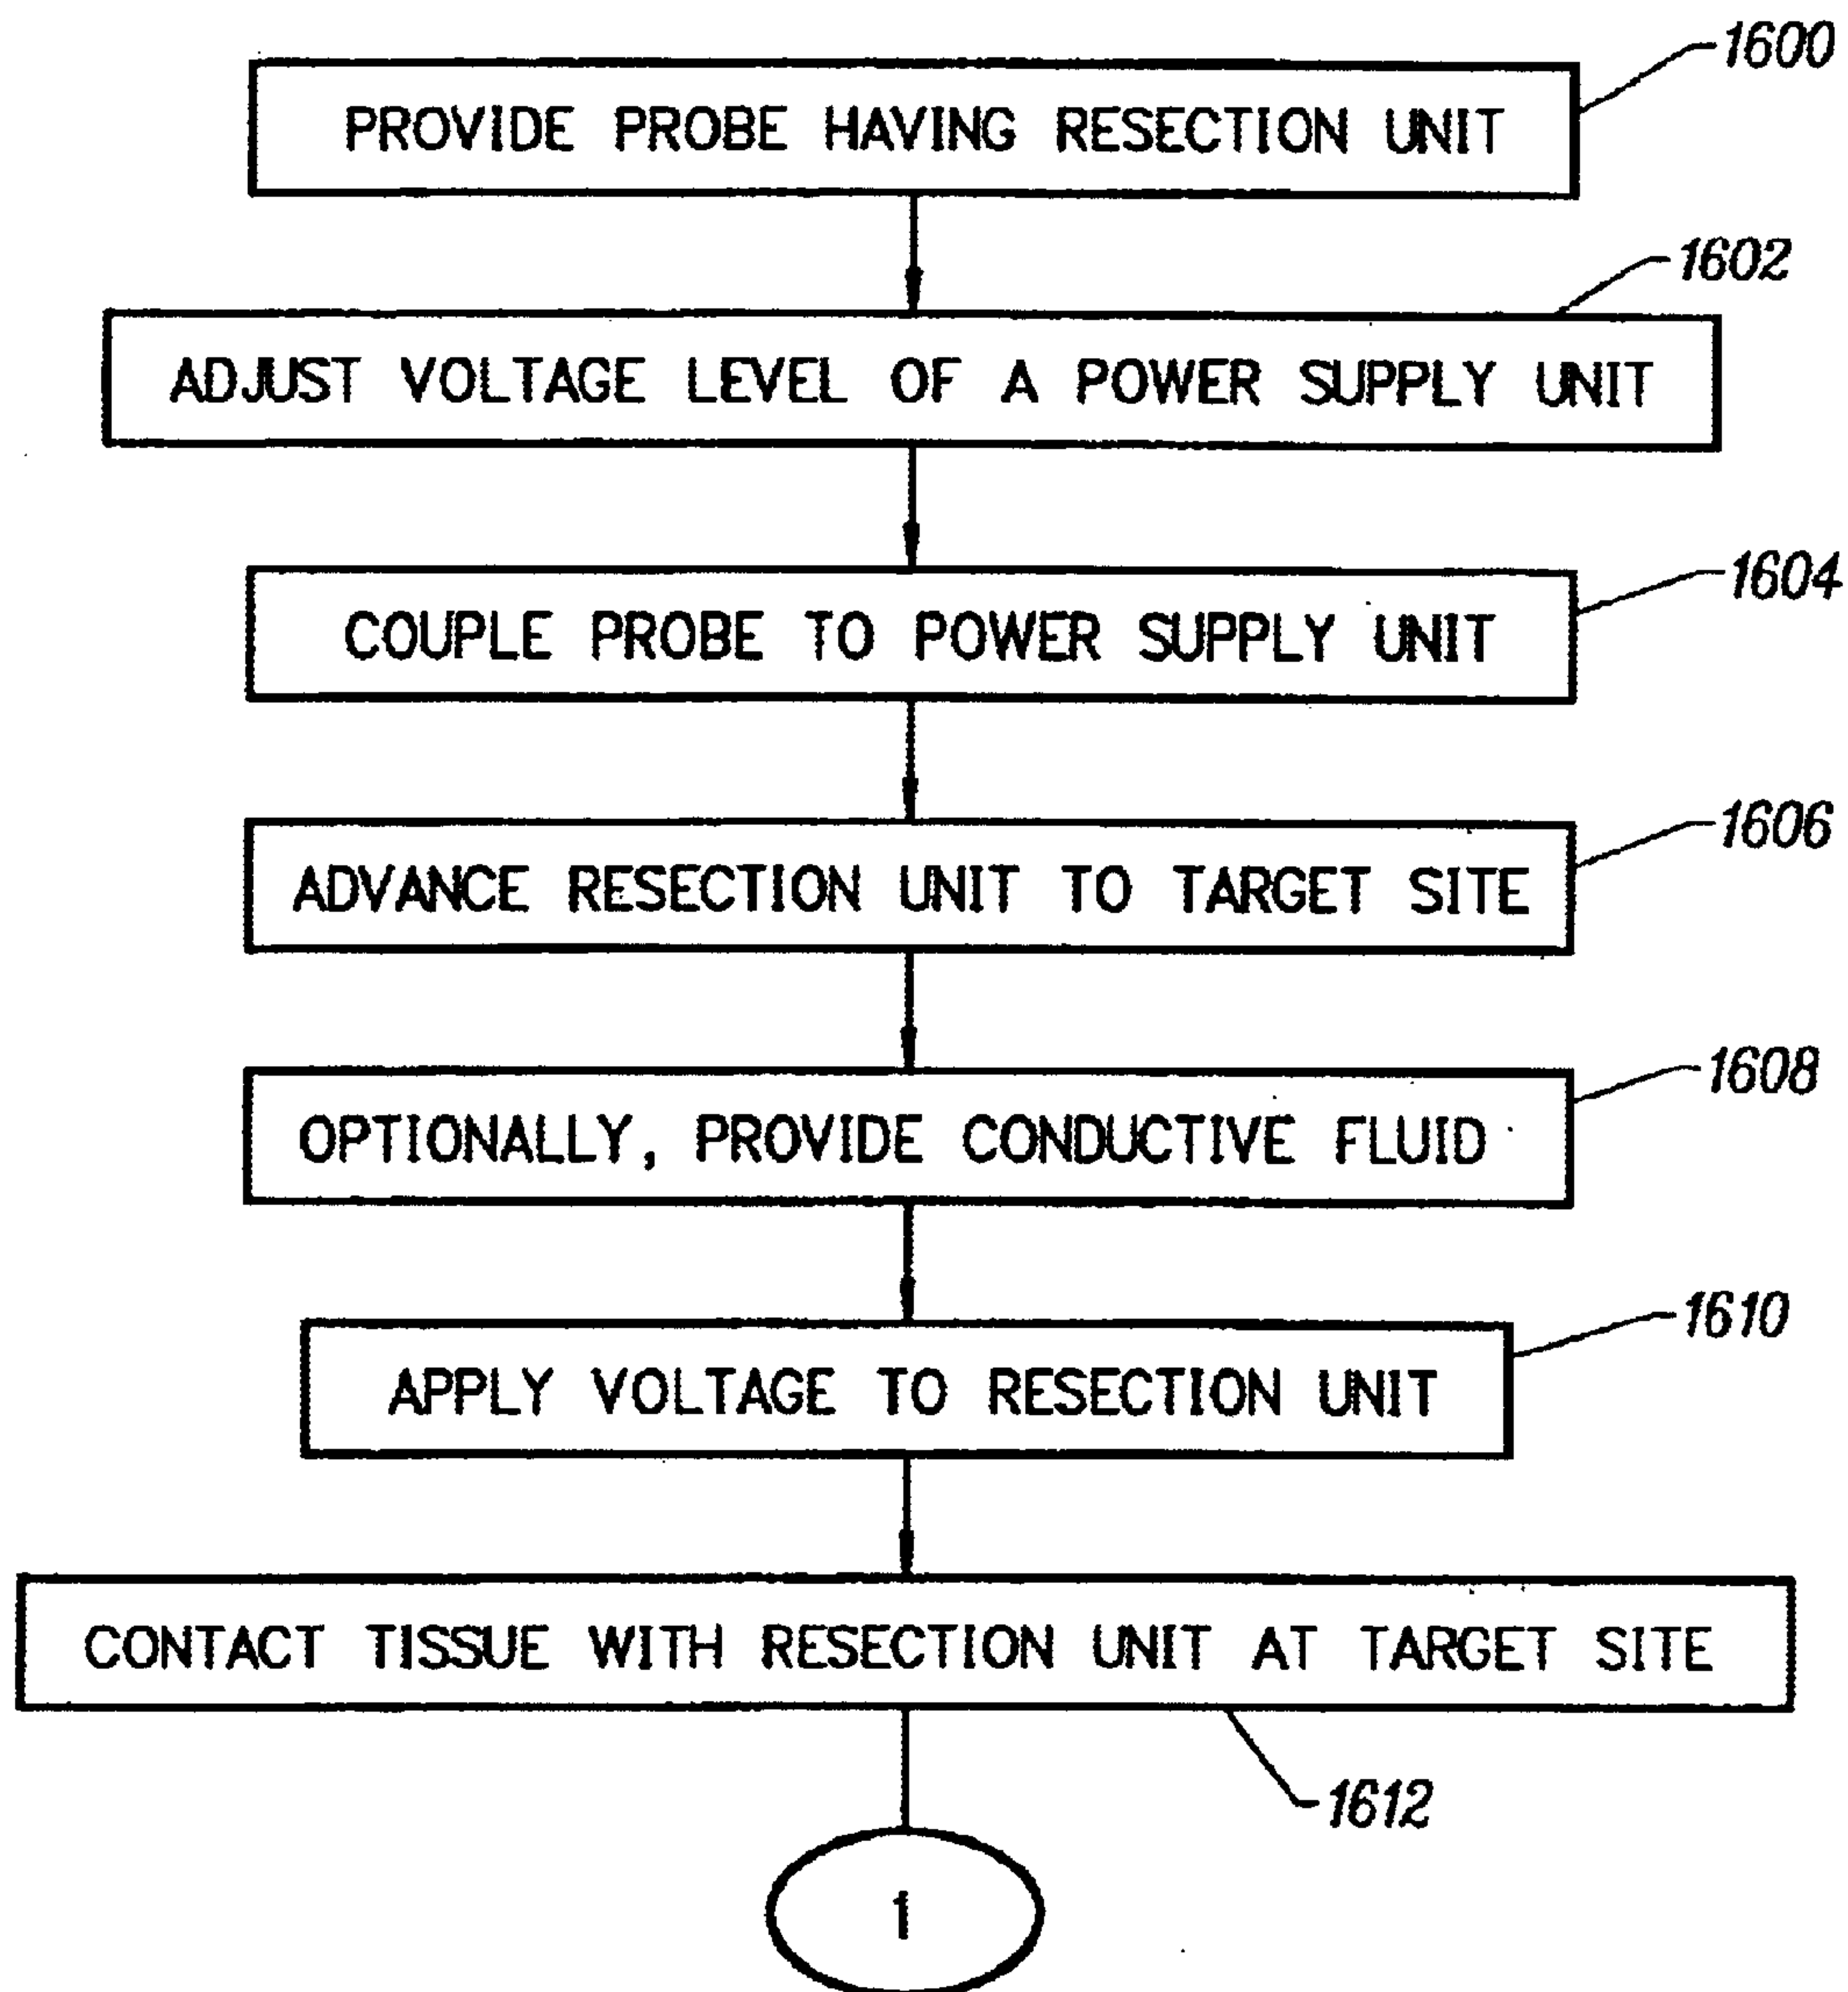 1600
PROVIDE PROBE HAVING RESECTION UNIT
1602
ADJUST VOLTAGE LEVEL OF A POWER SUPPLY UNIT
1604
COUPLE PROBE TO POWER SUPPLY UNIT
1606
ADVANCE RESECTION UNIT TO TARGET SITE
1608
OPTIONALLY, PROVIDE CONDUCTIVE FLUID
1610
APPLY VOLTAGE TO RESECTION UNIT
CONTACT TISSUE WITH RESECTION UNIT AT TARGET SITE
1612
1